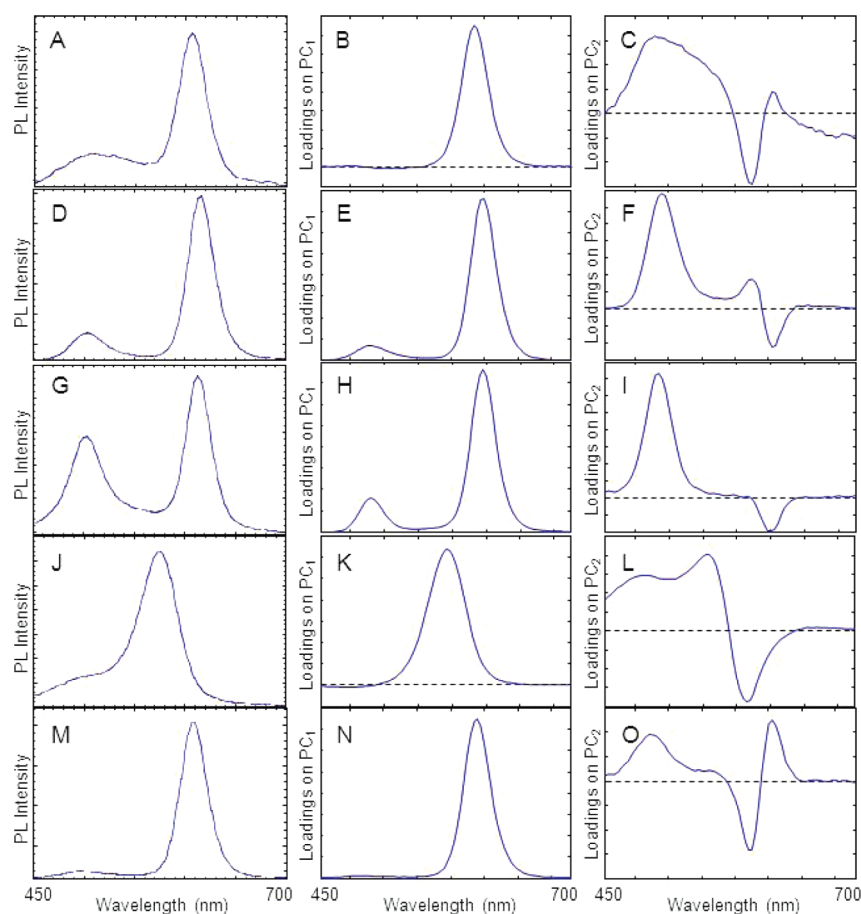 A
PL Intensity
B
Loadings on PC1
C
Loadings on PC2
D
PL Intensity
E
Loadings on PC1
F
Loadings on PC2
G
PL Intensity
H
Loadings on PC1
I
Loadings on PC2
J
PL Intensity
K
Loadings on PC1
L
Loadings on PC2
M
PL Intensity
N
Loadings on PC1
O
Loadings on PC2
450 Wavelength (nm) 700
450 Wavelength (nm) 700
450 Wavelength (nm) 700